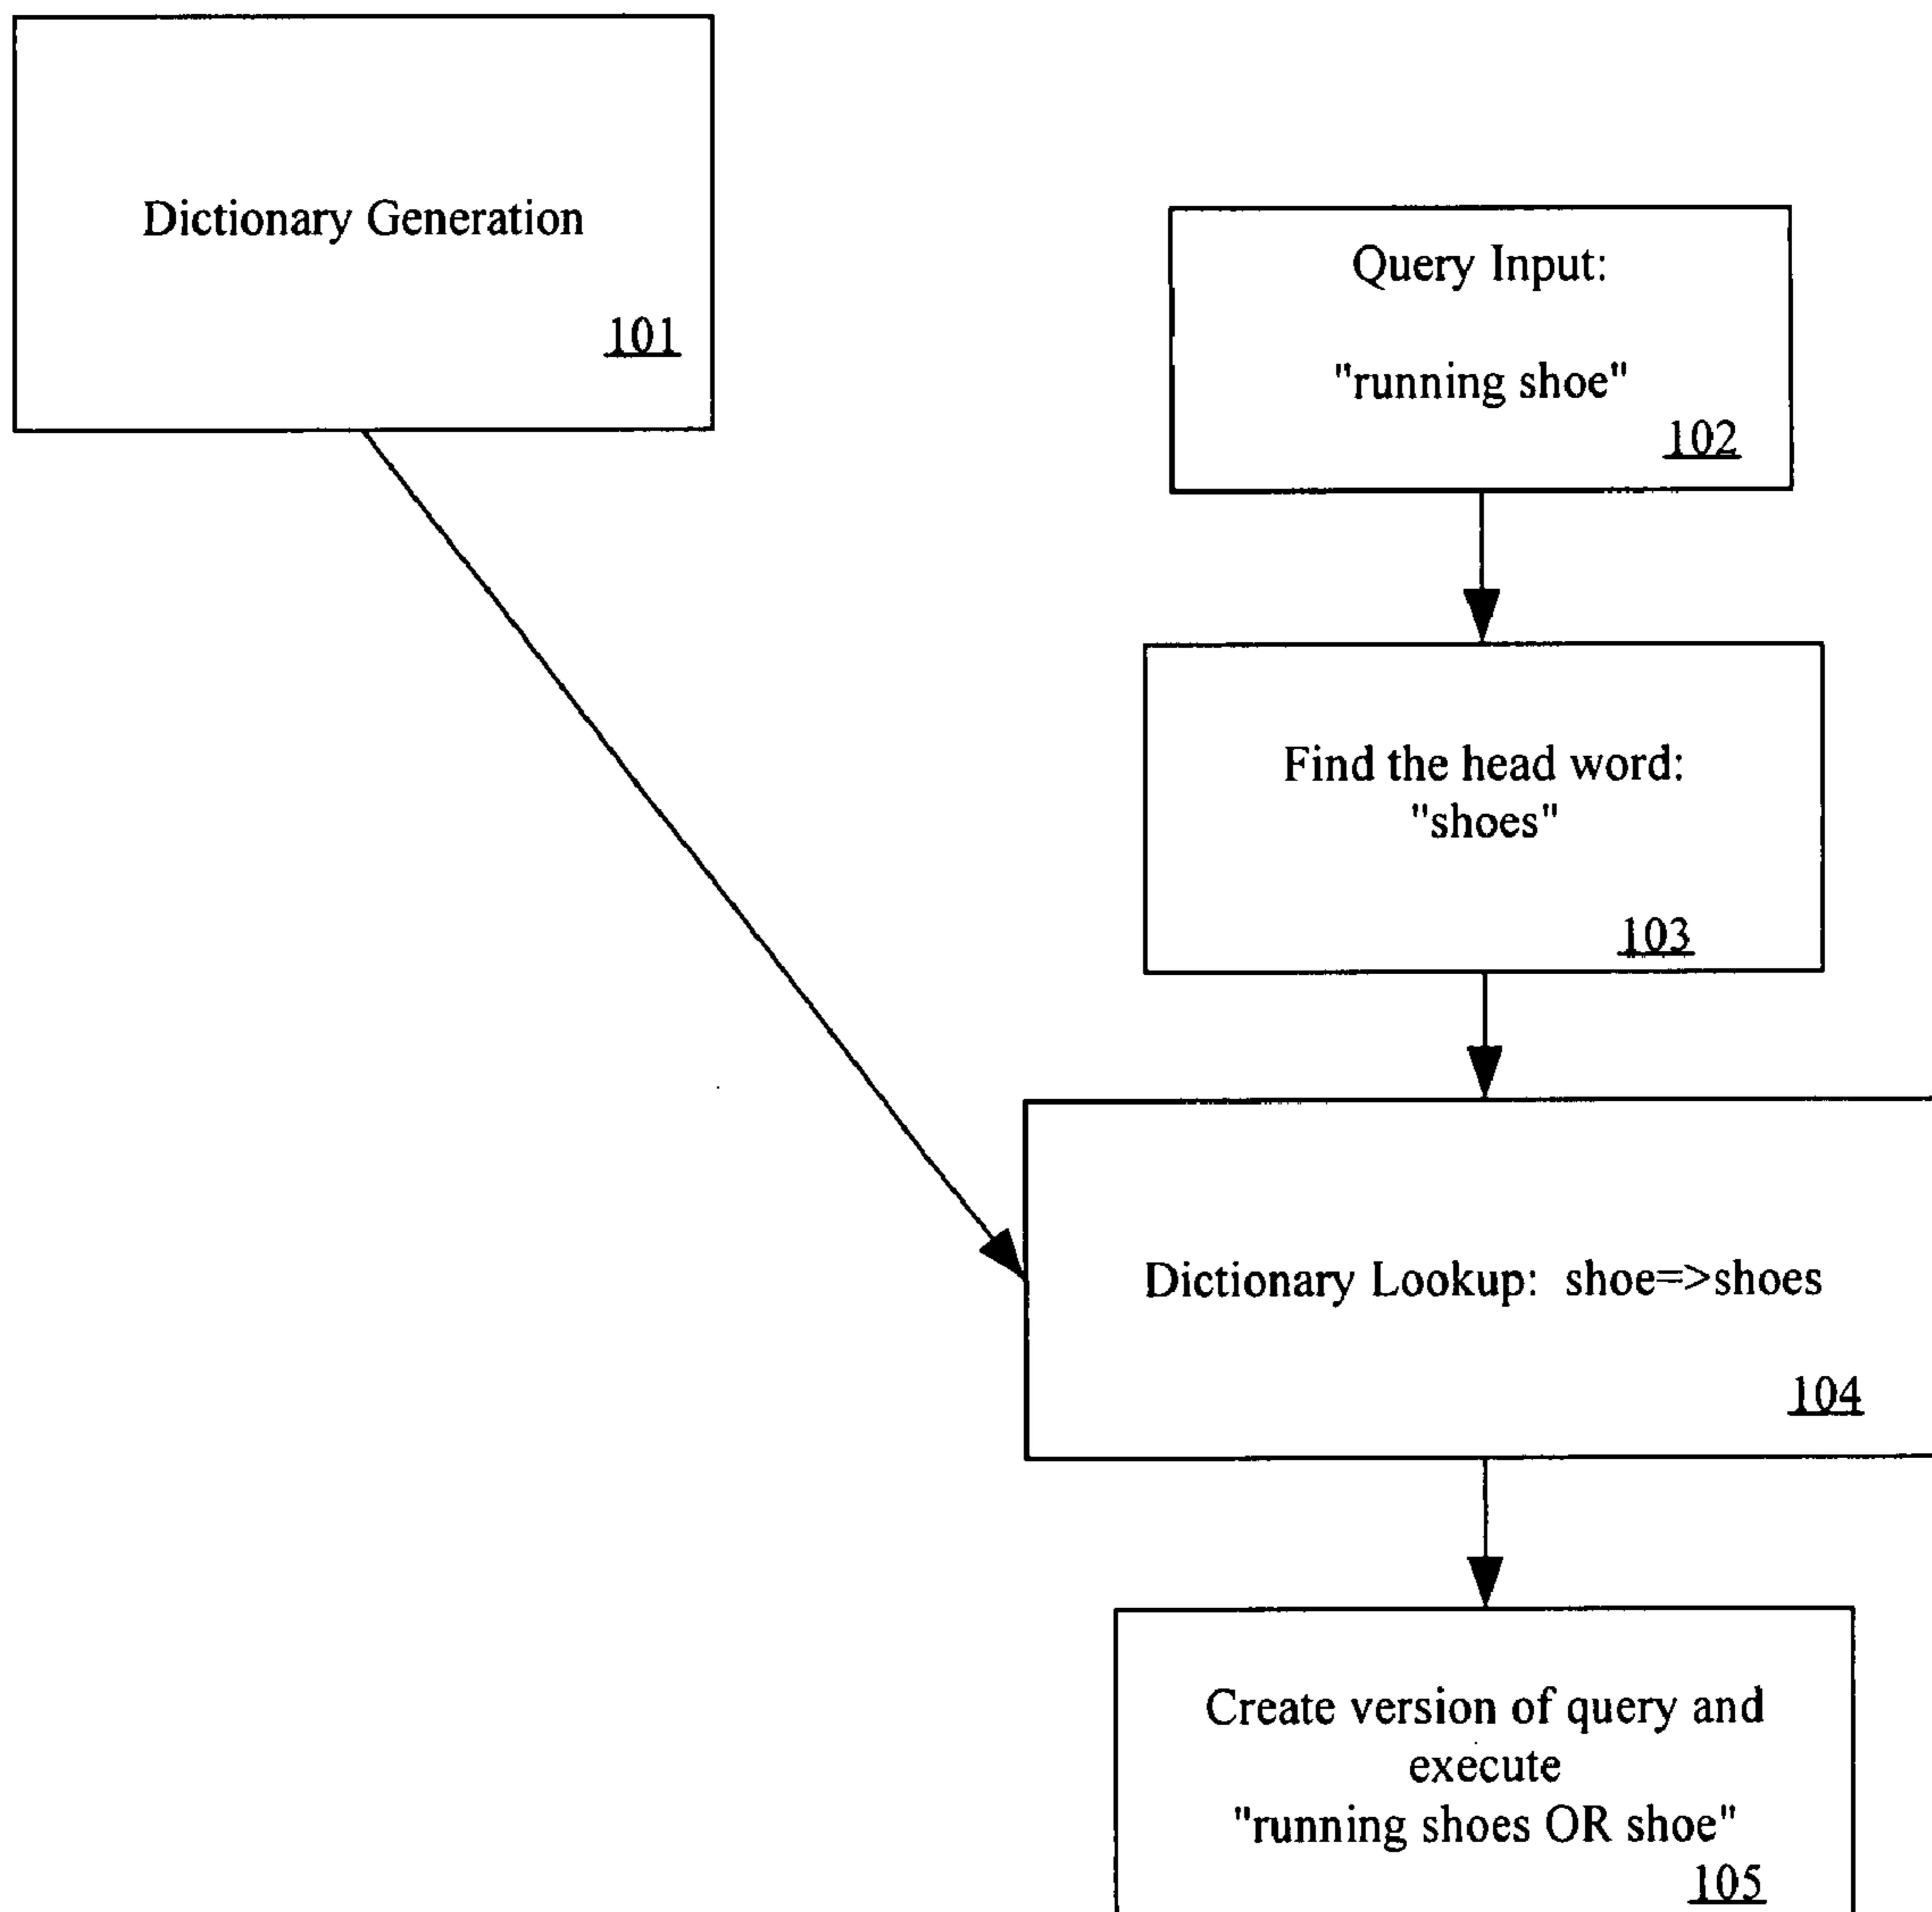 Dictionary Generation
101
Query Input:
"running shoe"
102
Find the head word:
"shoes"
103
Dictionary Lookup: shoe=>shoes
104
Create version of query and
execute
"running shoes OR shoe"
105